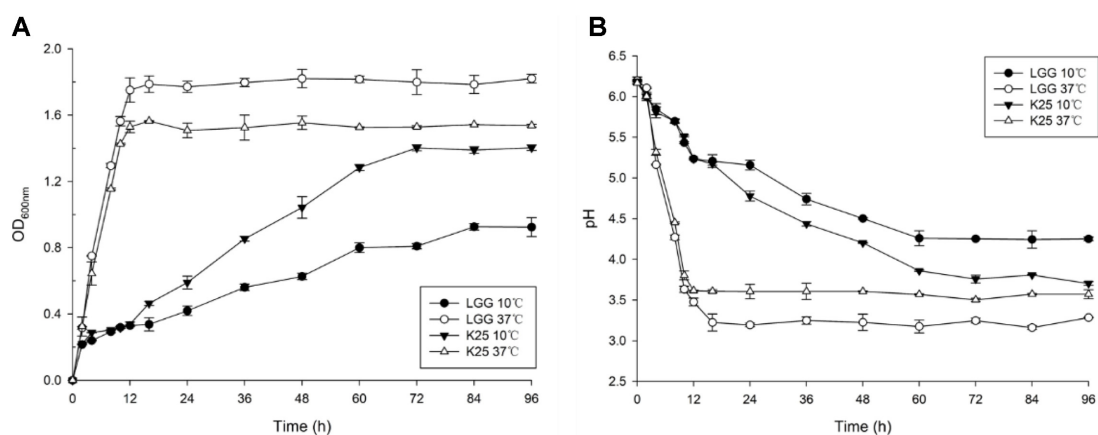 A
2.0
1.6
1.2
0.8
0.4
0.0
OD600nm
0 12 24 36 48 60 72 84 96
Time (h)
LGG 10℃
LGG 37℃
K25 10℃
K25 37℃
B
6.5
6.0
5.5
5.0
4.5
4.0
3.5
3.0
2.5
pH
0 12 24 36 48 60 72 84 96
Time (h)
LGG 10℃
LGG 37℃
K25 10℃
K25 37℃